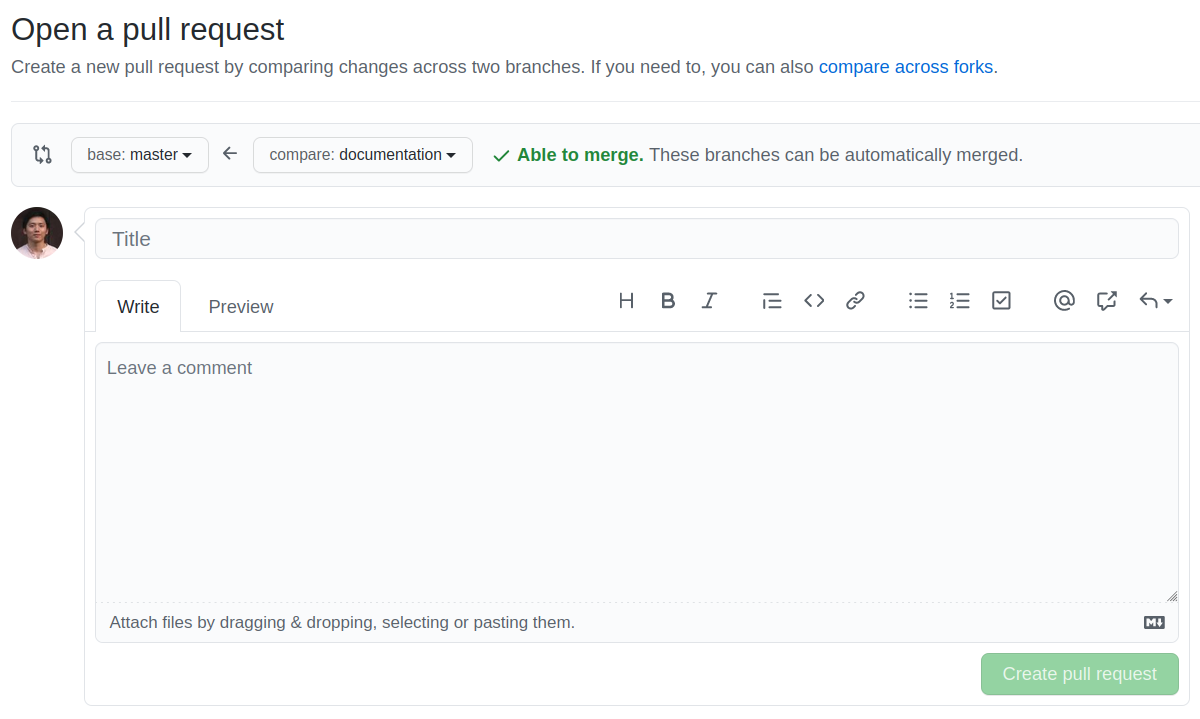 Open a pull request
Create a new pull request by comparing changes across two branches. If you need to, you can also compare across forks.
base: master
compare: documentation
Able to merge. These branches can be automatically merged.
Title
Write
Preview
Leave a comment
Attach files by dragging & dropping, selecting or pasting them.
Create pull request